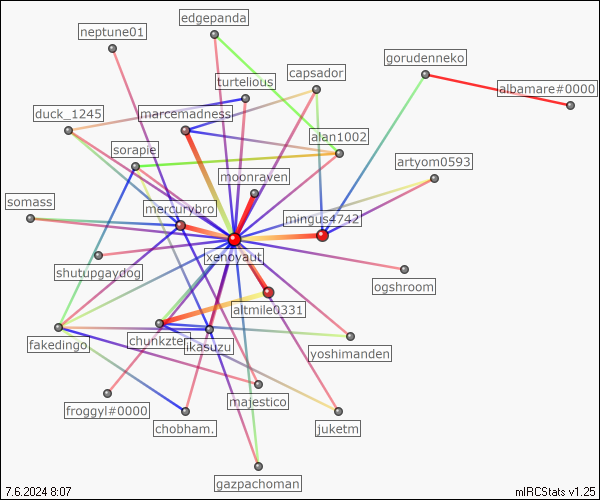 edgepanda
neptune01
gorudenneko
capsador
turtelious
albamare#0000
duck_1245
marcemadness
alan1002
sorapie
artyom0593
moonraven
somass
mercurybro
mingus4742
xenoyaut
shutupgaydog
ogshroom
altmile0331
fakedingo
chunkzte
ikasuzu
yoshimanden
froggyl#0000
majestico
chobham.
juketm
gazpachoman
7.6.2024 8:07
mIRCStats v1.25